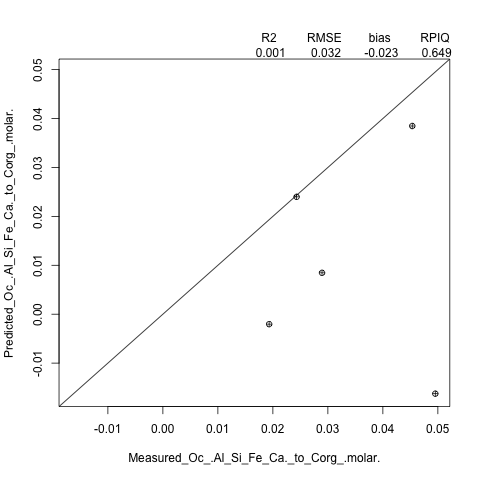 R2 RMSE bias RPIQ
0.001 0.032 -0.023 0.649
0.05
0.04
0.03
0.02
0.01
0.00
-0.01
Predicted_Oc_.Al_Si_Fe_Ca._to_Corg_.molar.
-0.01 0.00 0.01 0.02 0.03 0.04 0.05
Measured_Oc_.Al_Si_Fe_Ca._to_Corg_.molar.